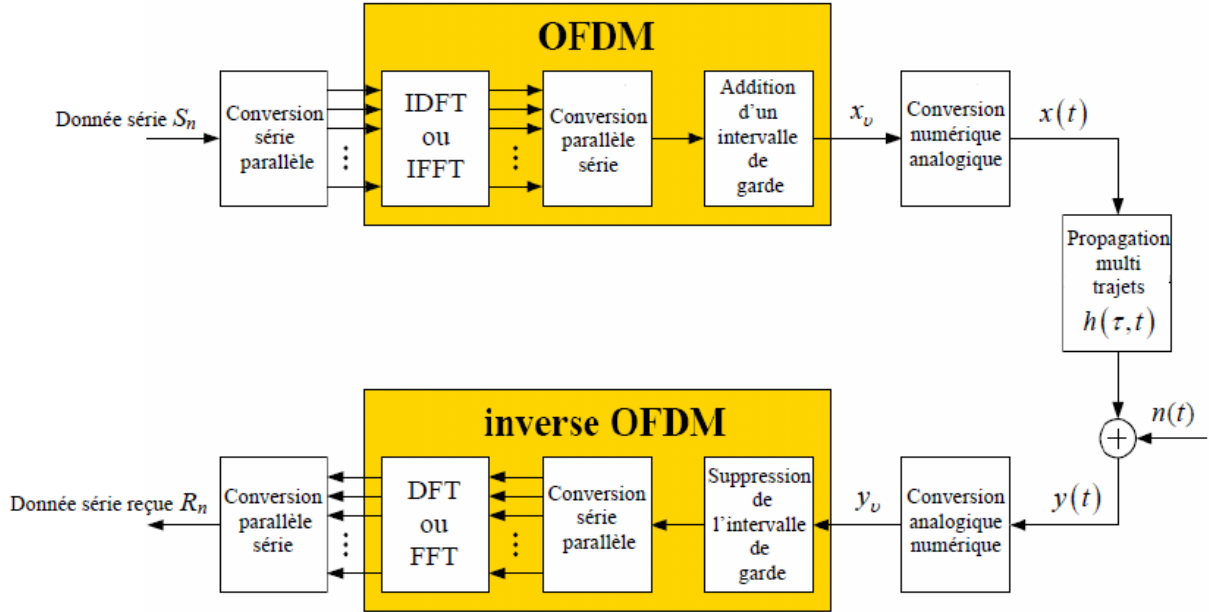 OFDM
Donnée série Sₙ
Conversion
série
parallèle
IDFT
ou
IFFT
Conversion
parallèle
série
Addition
d'un
intervalle
de
garde
x_υ
Conversion
numérique
analogique
x(t)
Propagation
multi
trajets
h(τ,t)
n(t)
+
y(t)
inverse OFDM
Donnée série reçue Rₙ
Conversion
parallèle
série
DFT
ou
FFT
Conversion
série
parallèle
Suppression
de
l'intervalle
de
garde
y_υ
Conversion
analogique
numérique